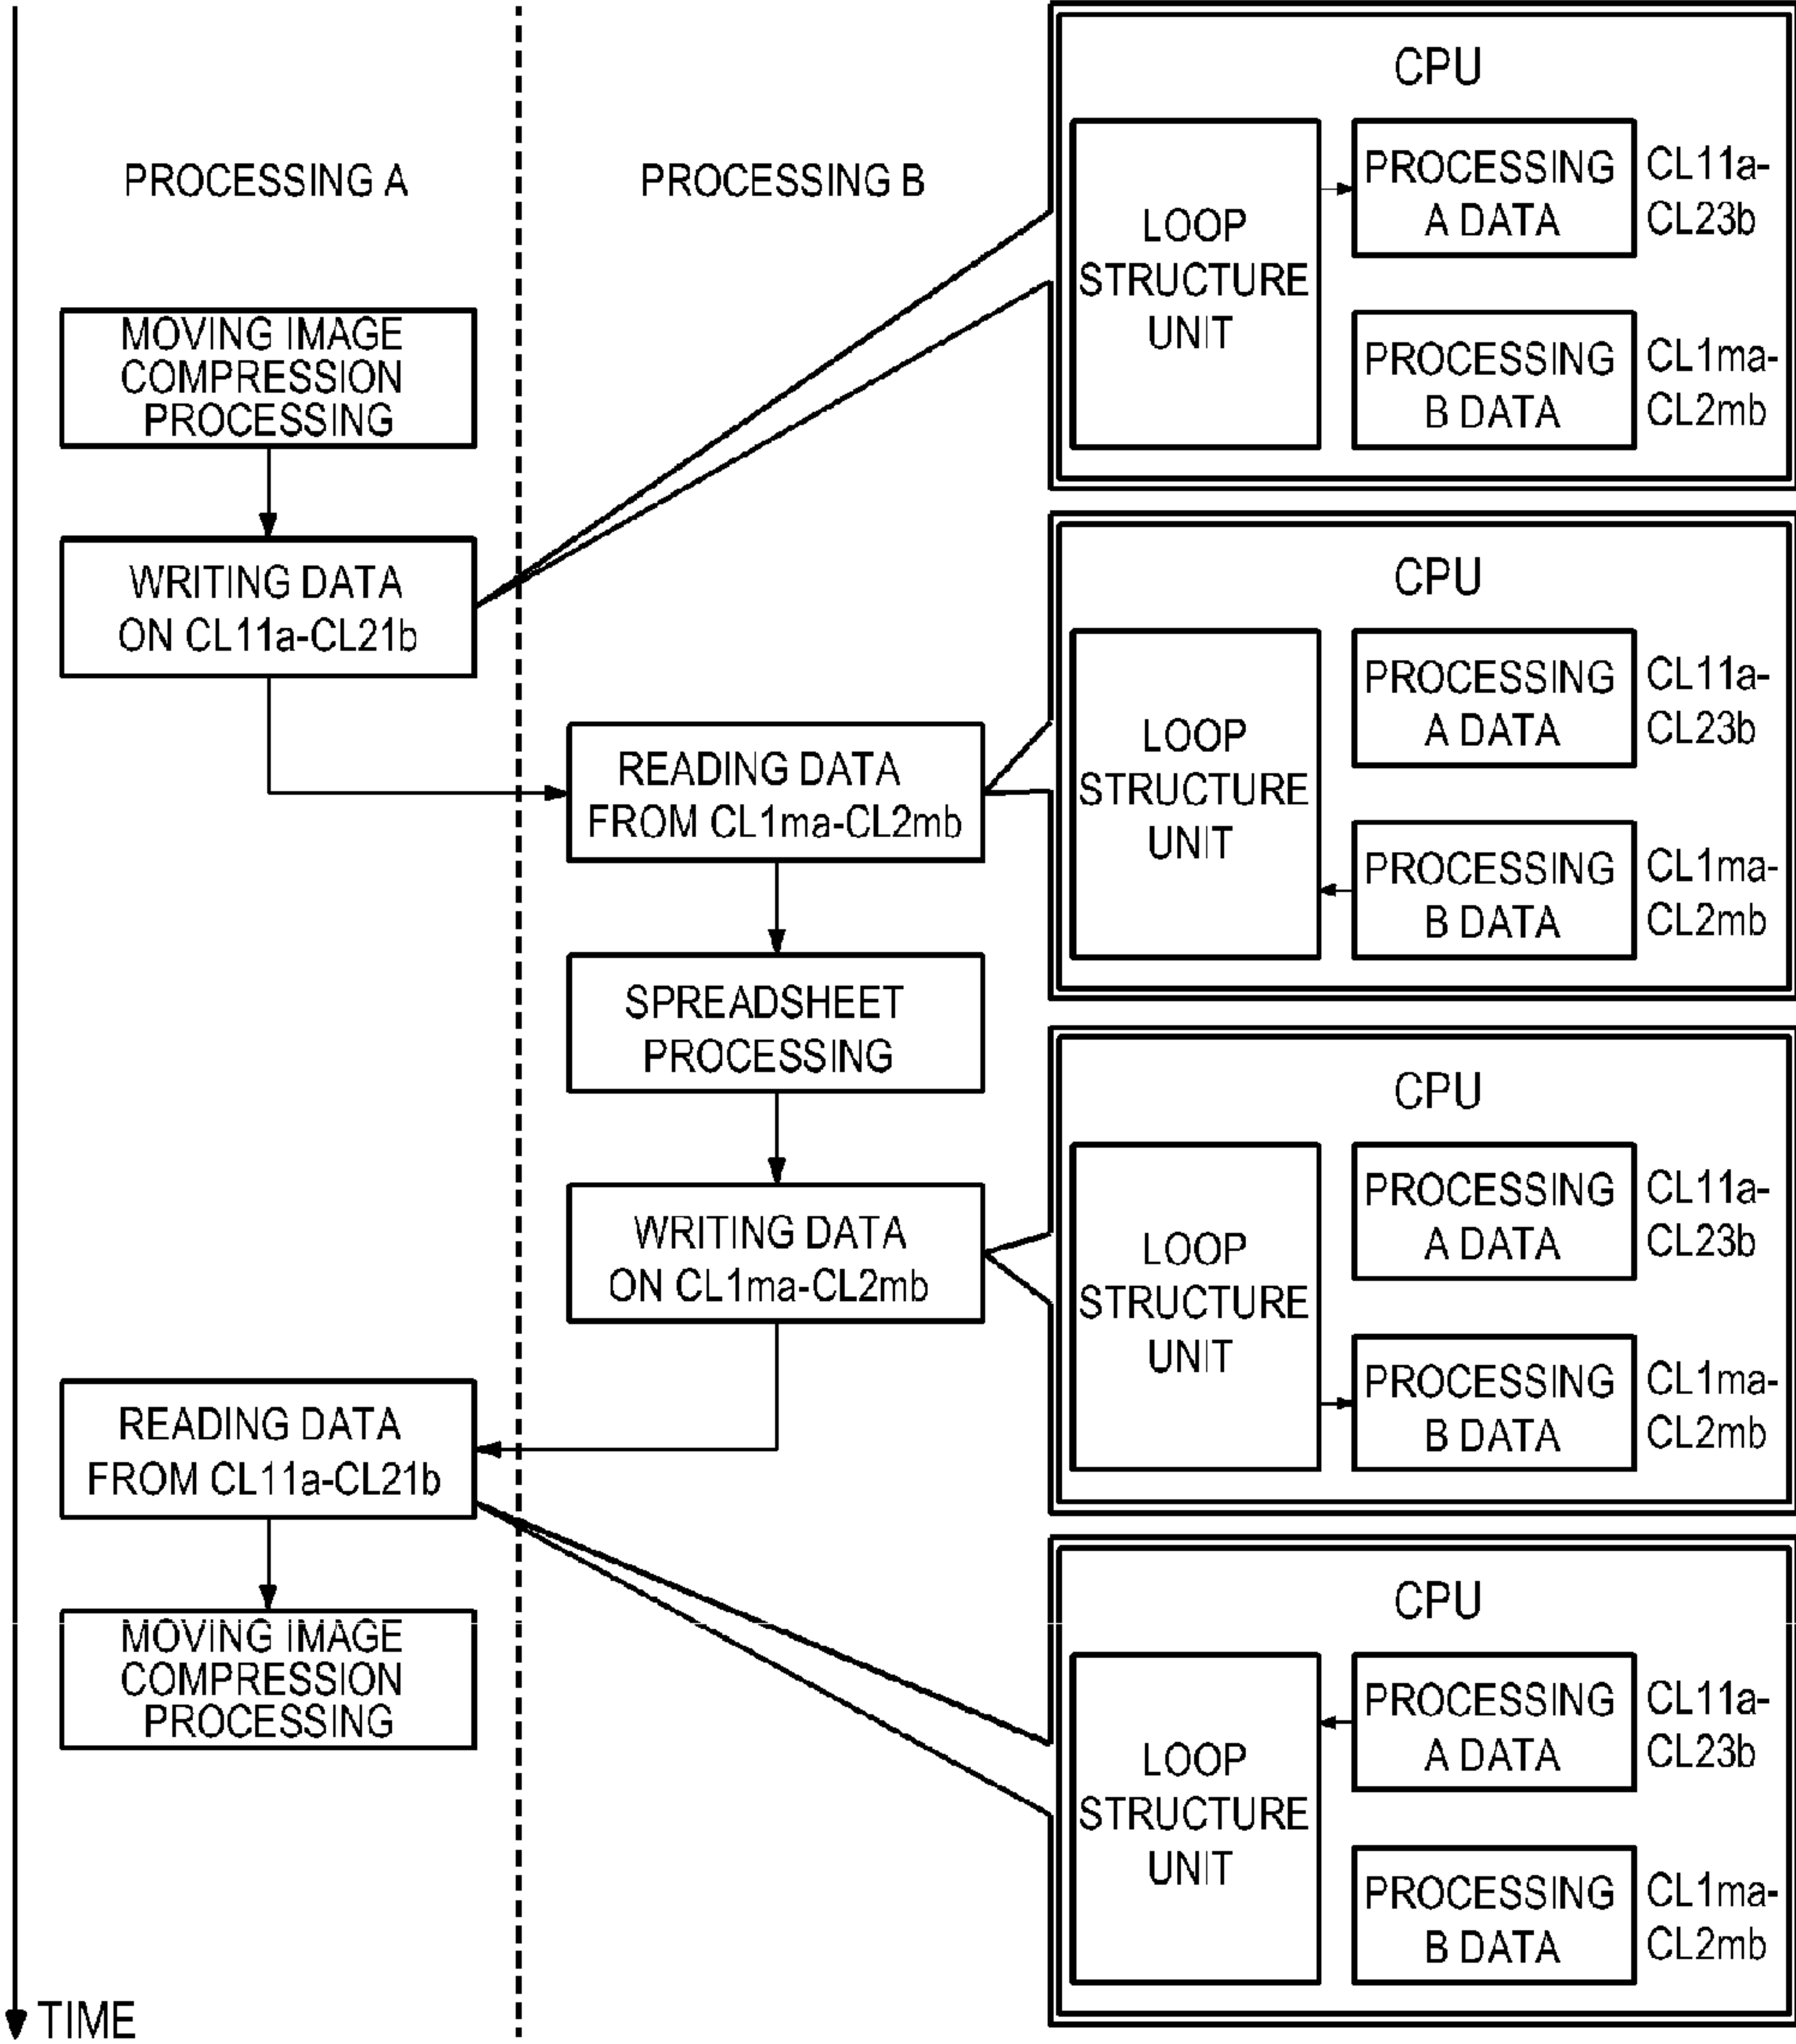 PROCESSING A
PROCESSING B
MOVING IMAGE
COMPRESSION
PROCESSING
WRITING DATA
ON CL11a-CL21b
READING DATA
FROM CL1ma-CL2mb
SPREADSHEET
PROCESSING
WRITING DATA
ON CL1ma-CL2mb
READING DATA
FROM CL11a-CL21b
MOVING IMAGE
COMPRESSION
PROCESSING
TIME
CPU
LOOP
STRUCTURE
UNIT
PROCESSING
A DATA
CL11a-
CL23b
PROCESSING
B DATA
CL1ma-
CL2mb
CPU
LOOP
STRUCTURE
UNIT
PROCESSING
A DATA
CL11a-
CL23b
PROCESSING
B DATA
CL1ma-
CL2mb
CPU
LOOP
STRUCTURE
UNIT
PROCESSING
A DATA
CL11a-
CL23b
PROCESSING
B DATA
CL1ma-
CL2mb
CPU
LOOP
STRUCTURE
UNIT
PROCESSING
A DATA
CL11a-
CL23b
PROCESSING
B DATA
CL1ma-
CL2mb